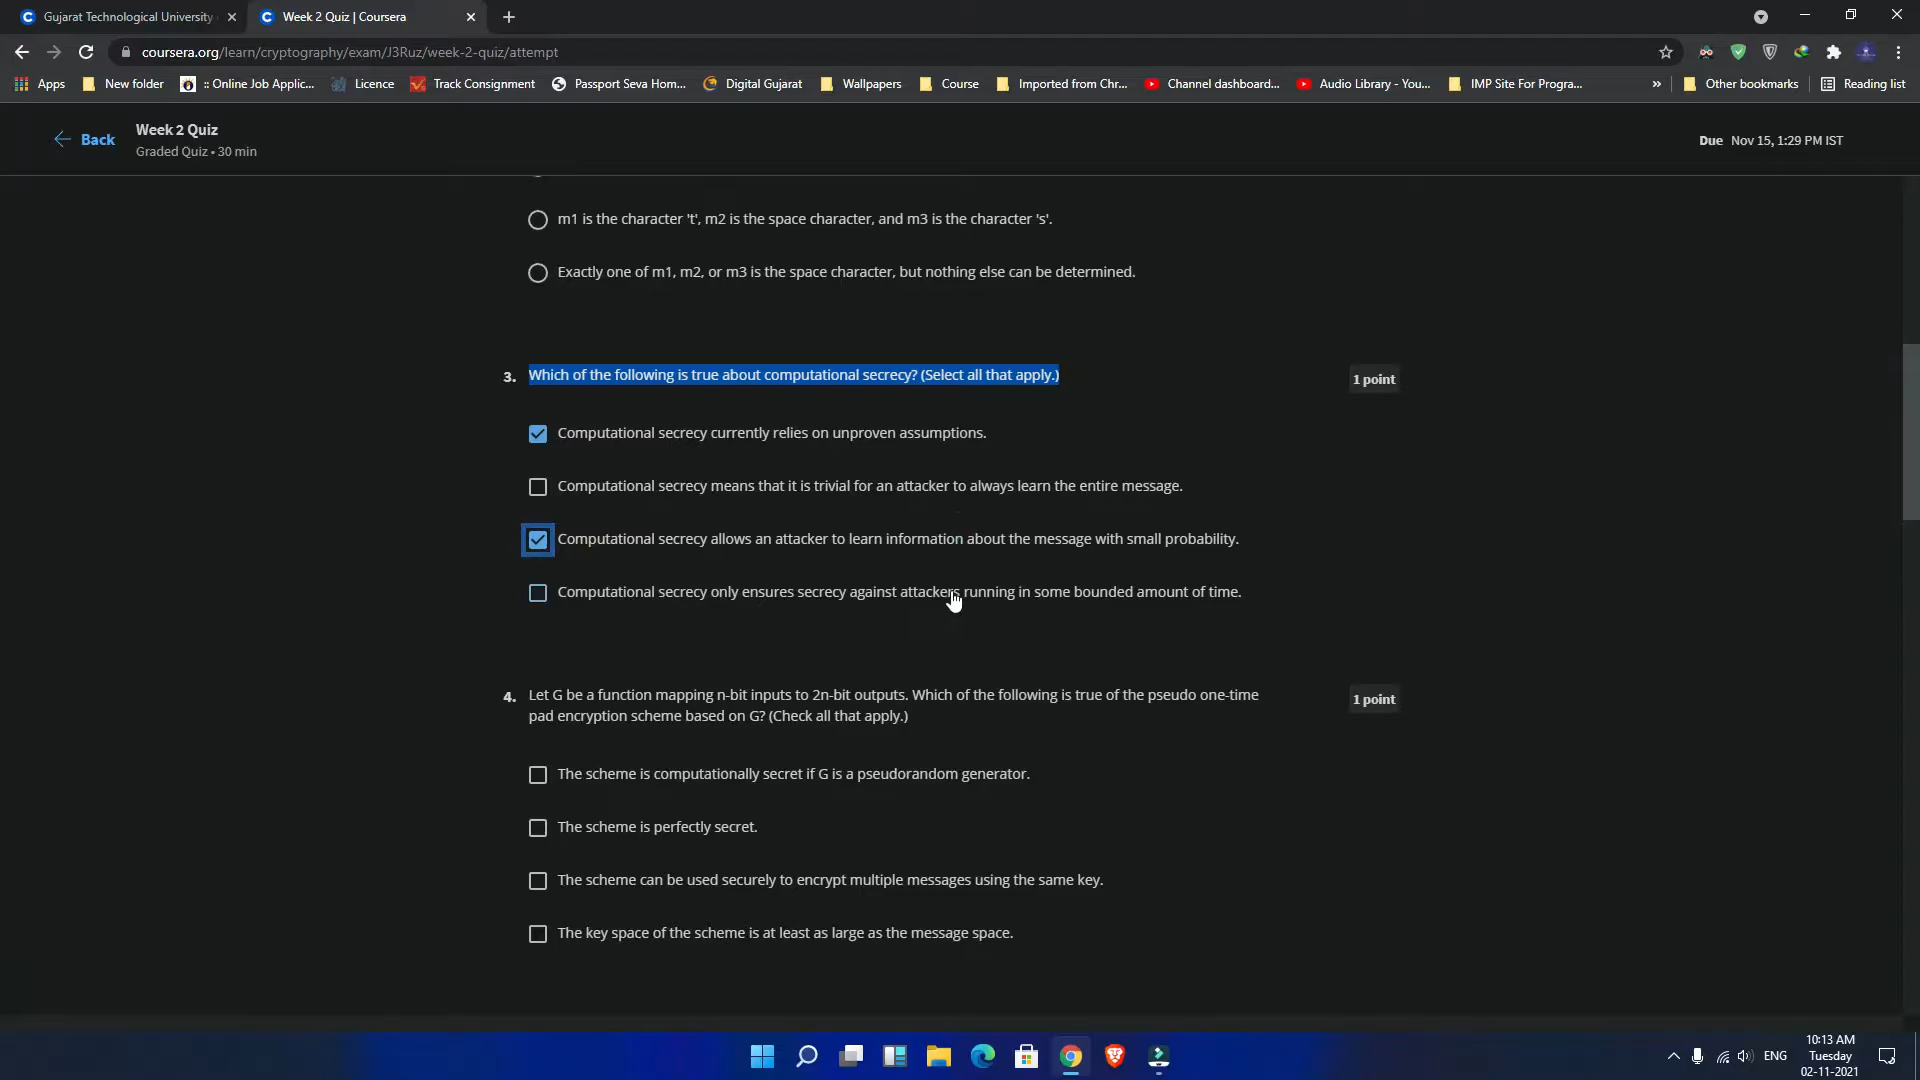 Gujarat Technological University
Week 2 Quiz | Coursera
coursera.org/learn/cryptography/exam/J3Ruz/week-2-quiz/attempt
Apps
New folder
:: Online Job Applic...
Licence
Track Consignment
Passport Seva Hom...
Digital Gujarat
Wallpapers
Course
Imported from Chr...
Channel dashboard...
Audio Library - You...
IMP Site For Progra...
»
Other bookmarks
Reading list
Back
Week 2 Quiz
Graded Quiz • 30 min
Due Nov 15, 1:29 PM IST
m1 is the character 't', m2 is the space character, and m3 is the character 's'.
Exactly one of m1, m2, or m3 is the space character, but nothing else can be determined.
3. Which of the following is true about computational secrecy? (Select all that apply.)
1 point
Computational secrecy currently relies on unproven assumptions.
Computational secrecy means that it is trivial for an attacker to always learn the entire message.
Computational secrecy allows an attacker to learn information about the message with small probability.
Computational secrecy only ensures secrecy against attackers running in some bounded amount of time.
4. Let G be a function mapping n-bit inputs to 2n-bit outputs. Which of the following is true of the pseudo one-time
pad encryption scheme based on G? (Check all that apply.)
1 point
The scheme is computationally secret if G is a pseudorandom generator.
The scheme is perfectly secret.
The scheme can be used securely to encrypt multiple messages using the same key.
The key space of the scheme is at least as large as the message space.
ENG
10:13 AM
Tuesday
02-11-2021